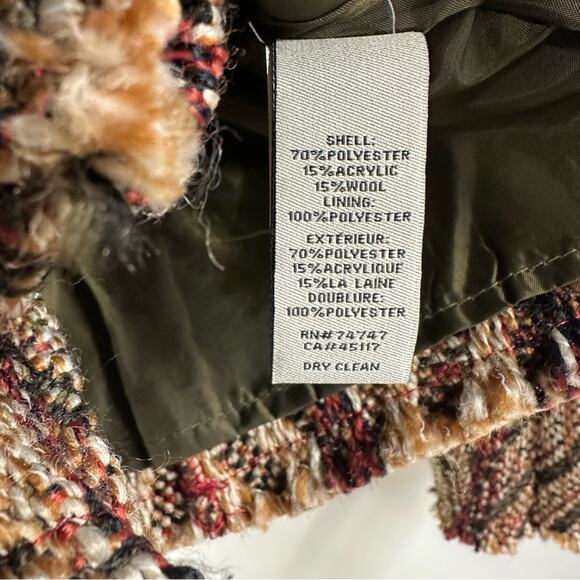 SHELL:
70%POLYESTER
15%ACRYLIC
15%WOOL
LINING:
100%POLYESTER
EXTÉRIEUR:
70%POLYESTER
15%ACRYLIQUE
15%LA LAINE
DOUBLURE:
100%POLYESTER
RN#74747
CA#45117
DRY CLEAN